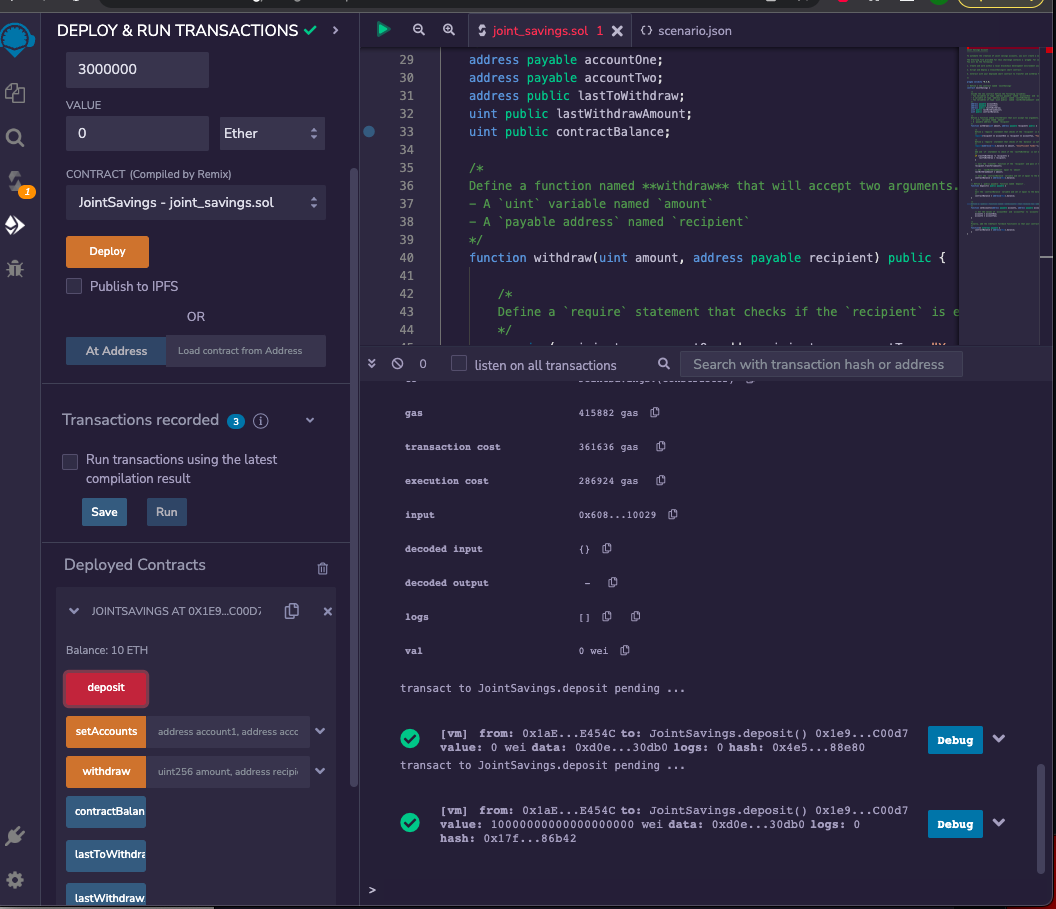 DEPLOY & RUN TRANSACTIONS
3000000
VALUE
0
Ether
CONTRACT (Compiled by Remix)
JointSavings - joint_savings.sol
Deploy
Publish to IPFS
OR
At Address
Load contract from Address
Transactions recorded 3 i
Run transactions using the latest
compilation result
Save
Run
Deployed Contracts
JOINTSAVINGS AT 0X1E9...C00D7
Balance: 10 ETH
deposit
setAccounts
address account1, address acco
withdraw
uint256 amount, address recipi
contractBalan
lastToWithdra
lastWithdraw
1
joint_savings.sol 1
scenario.json
29 address payable accountOne;
30 address payable accountTwo;
31 address public lastToWithdraw;
32 uint public lastWithdrawAmount;
33 uint public contractBalance;
34
35 /*
36 Define a function named **withdraw** that will accept two arguments.
37 - A `uint` variable named `amount`
38 - A `payable address` named `recipient`
39 */
40 function withdraw(uint amount, address payable recipient) public {
41
42 /*
43 Define a `require` statement that checks if the `recipient` is e
44 */
0
listen on all transactions
Search with transaction hash or address
gas 415882 gas
transaction cost 361636 gas
execution cost 286924 gas
input 0x608...10029
decoded input {}
decoded output -
logs []
val 0 wei
transact to JointSavings.deposit pending ...
[vm] from: 0x1aE...E454C to: JointSavings.deposit() 0x1e9...C00d7
value: 0 wei data: 0xd0e...30db0 logs: 0 hash: 0x4e5...88e80
Debug
transact to JointSavings.deposit pending ...
[vm] from: 0x1aE...E454C to: JointSavings.deposit() 0x1e9...C00d7
value: 10000000000000000000 wei data: 0xd0e...30db0 logs: 0
hash: 0x17f...86b42
Debug
>